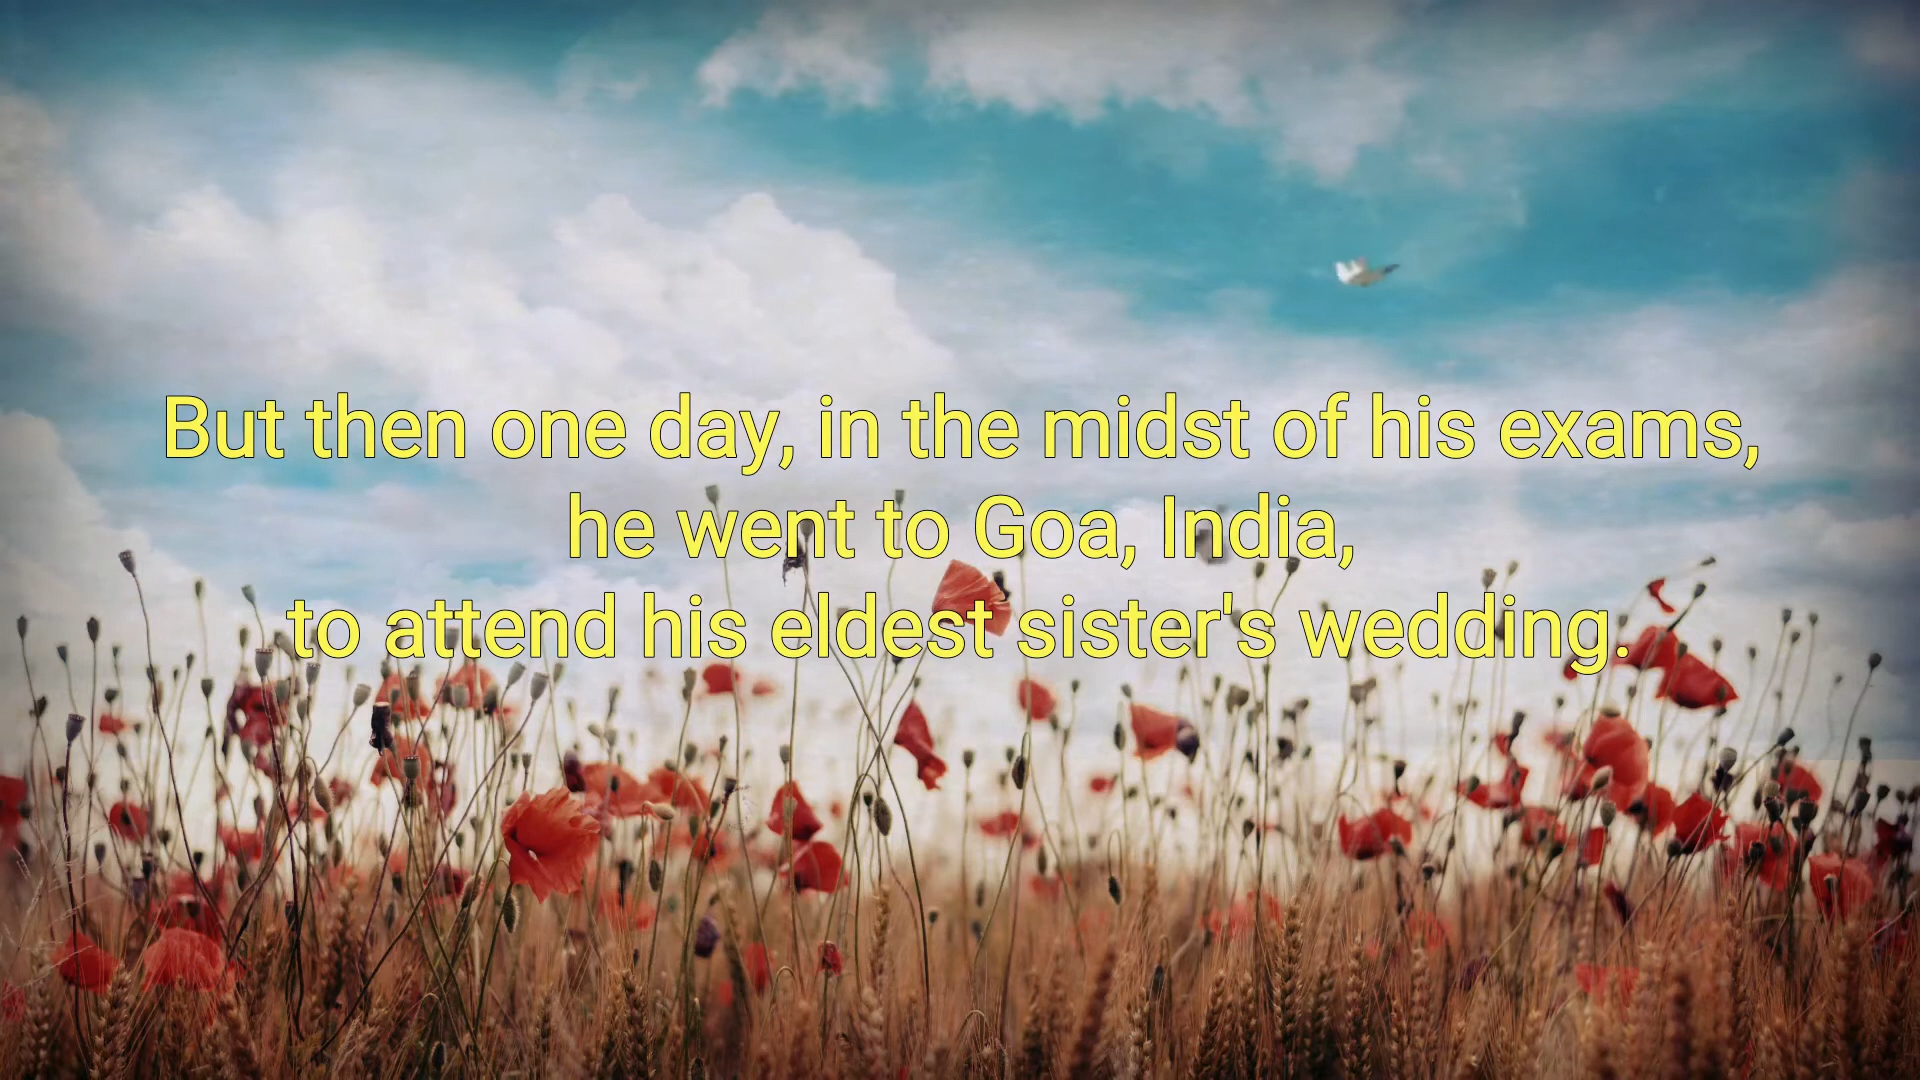 But then one day, in the midst of his exams,
he went to Goa, India,
to attend his eldest sister's wedding.